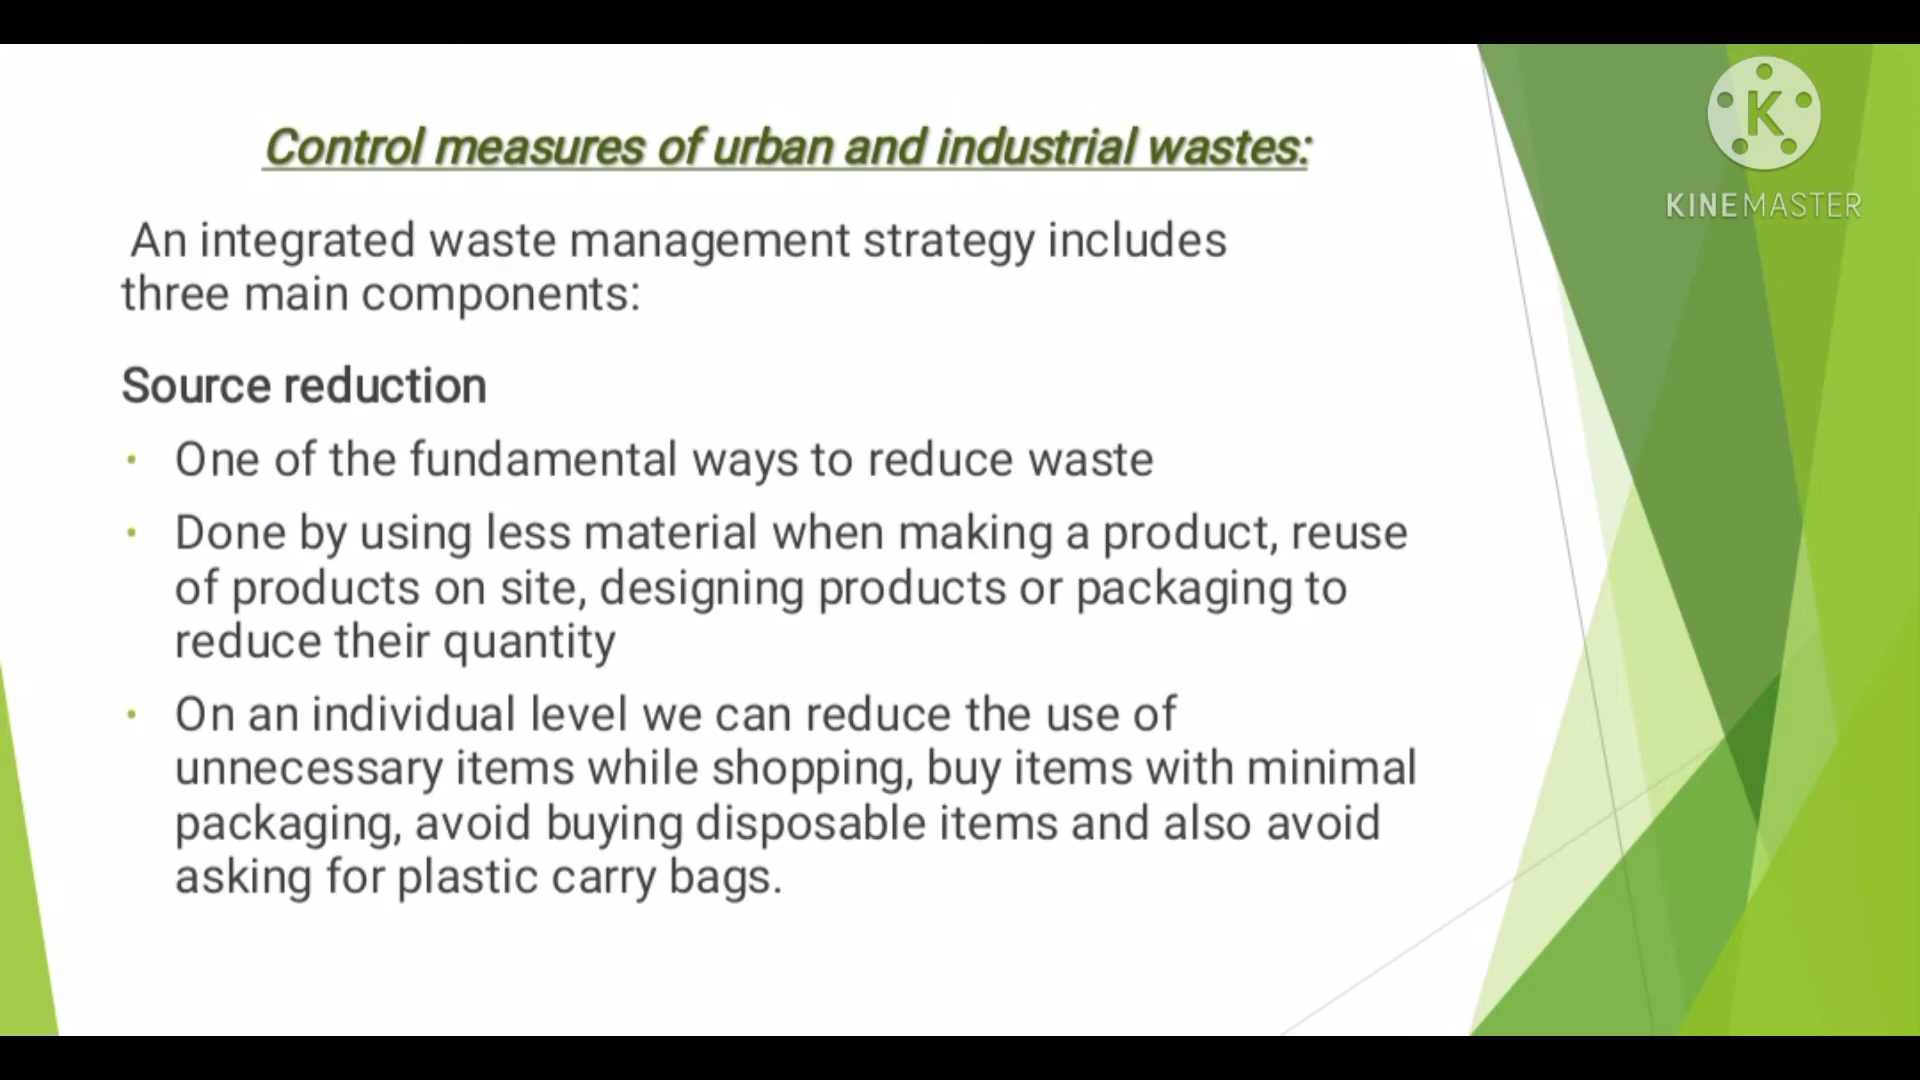 Control measures of urban and industrial wastes:
K
KINEMASTER
An integrated waste management strategy includes
three main components:
Source reduction
• One of the fundamental ways to reduce waste
• Done by using less material when making a product, reuse
of products on site, designing products or packaging to
reduce their quantity
• On an individual level we can reduce the use of
unnecessary items while shopping, buy items with minimal
packaging, avoid buying disposable items and also avoid
asking for plastic carry bags.